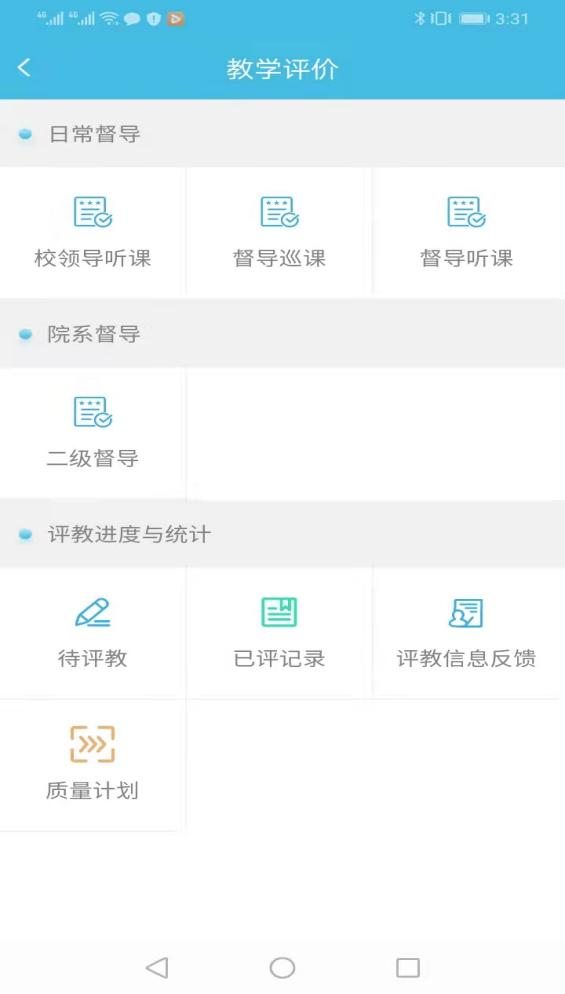 4G 4G 3:31
教学评价
日常督导
校领导听课 督导巡课 督导听课
院系督导
二级督导
评教进度与统计
待评教 已评记录 评教信息反馈
质量计划